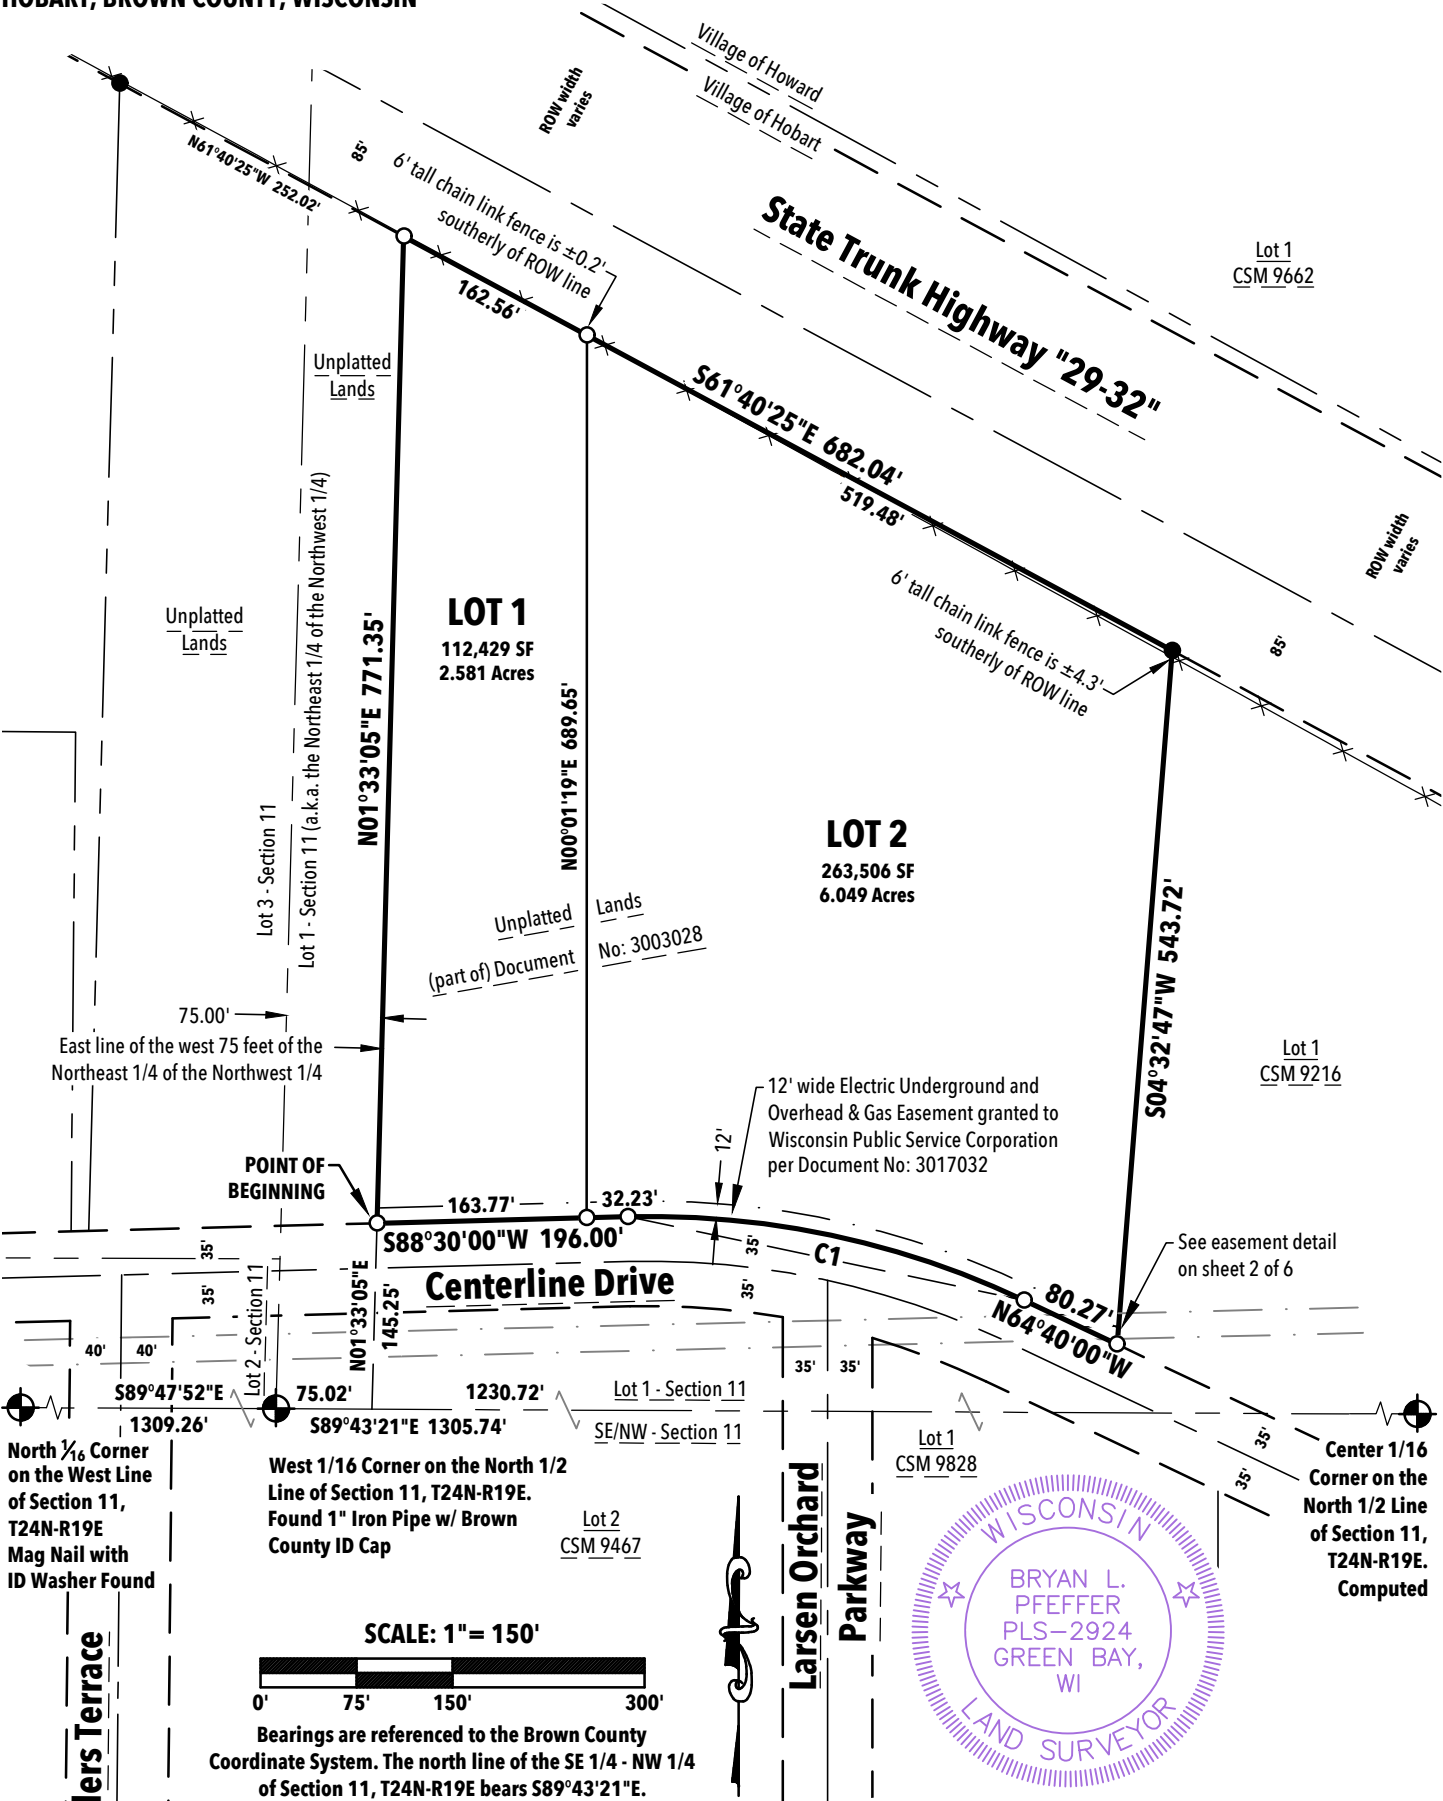 HOBART, BROWN COUNTY, WISCONSIN
Village of Howard
Village of Hobart
ROW width
varies
N61°40'25"W 252.02'
85'
6' tall chain link fence is ±0.2'
southerly of ROW line
162.56'
State Trunk Highway "29-32"
Lot 1
CSM 9662
Unplatted
Lands
S61°40'25"E 682.04'
519.48'
ROW width
varies
85'
6' tall chain link fence is ±4.3'
southerly of ROW line
Unplatted
Lands
LOT 1
112,429 SF
2.581 Acres
N01°33'05"E 771.35'
N00°01'19"E 689.65'
Lot 3 - Section 11
Lot 1 - Section 11 (a.k.a. the Northeast 1/4 of the Northwest 1/4)
LOT 2
263,506 SF
6.049 Acres
Unplatted Lands
(part of) Document No: 3003028
S04°32'47"W 543.72'
75.00'
East line of the west 75 feet of the
Northeast 1/4 of the Northwest 1/4
Lot 1
CSM 9216
12' wide Electric Underground and
Overhead & Gas Easement granted to
Wisconsin Public Service Corporation
per Document No: 3017032
12'
POINT OF
BEGINNING
163.77'
32.23'
S88°30'00"W 196.00'
C1
35'
35'
35'
35'
See easement detail
on sheet 2 of 6
80.27'
N64°40'00"W
Centerline Drive
N01°33'05"E
145.25'
Lot 2 - Section 11
40'
40'
35'
35'
S89°47'52"E
1309.26'
75.02'
1230.72'
S89°43'21"E 1305.74'
Lot 1 - Section 11
SE/NW - Section 11
Lot 1
CSM 9828
35'
35'
North 1/16 Corner
on the West Line
of Section 11,
T24N-R19E
Mag Nail with
ID Washer Found
West 1/16 Corner on the North 1/2
Line of Section 11, T24N-R19E.
Found 1" Iron Pipe w/ Brown
County ID Cap
Lot 2
CSM 9467
Center 1/16
Corner on the
North 1/2 Line
of Section 11,
T24N-R19E.
Computed
Larsen Orchard
Parkway
WISCONSIN
BRYAN L.
PFEFFER
PLS-2924
GREEN BAY,
WI
LAND SURVEYOR
SCALE: 1"= 150'
0' 75' 150' 300'
Bearings are referenced to the Brown County
Coordinate System. The north line of the SE 1/4 - NW 1/4
of Section 11, T24N-R19E bears S89°43'21"E.
ders Terrace